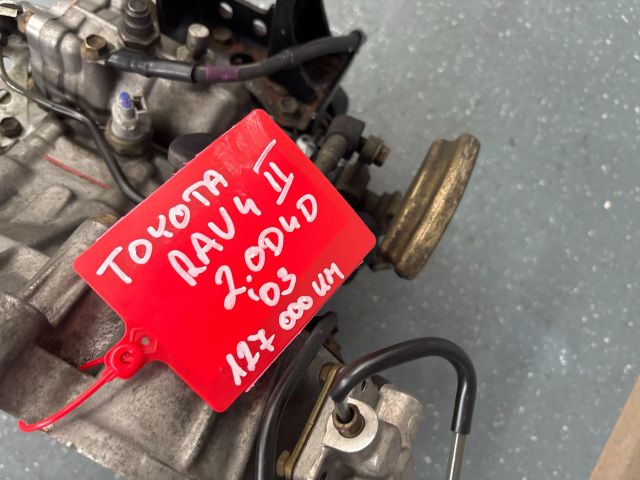 TOYOTA
RAV4 II
2.0D4D
'03
127 000 KM